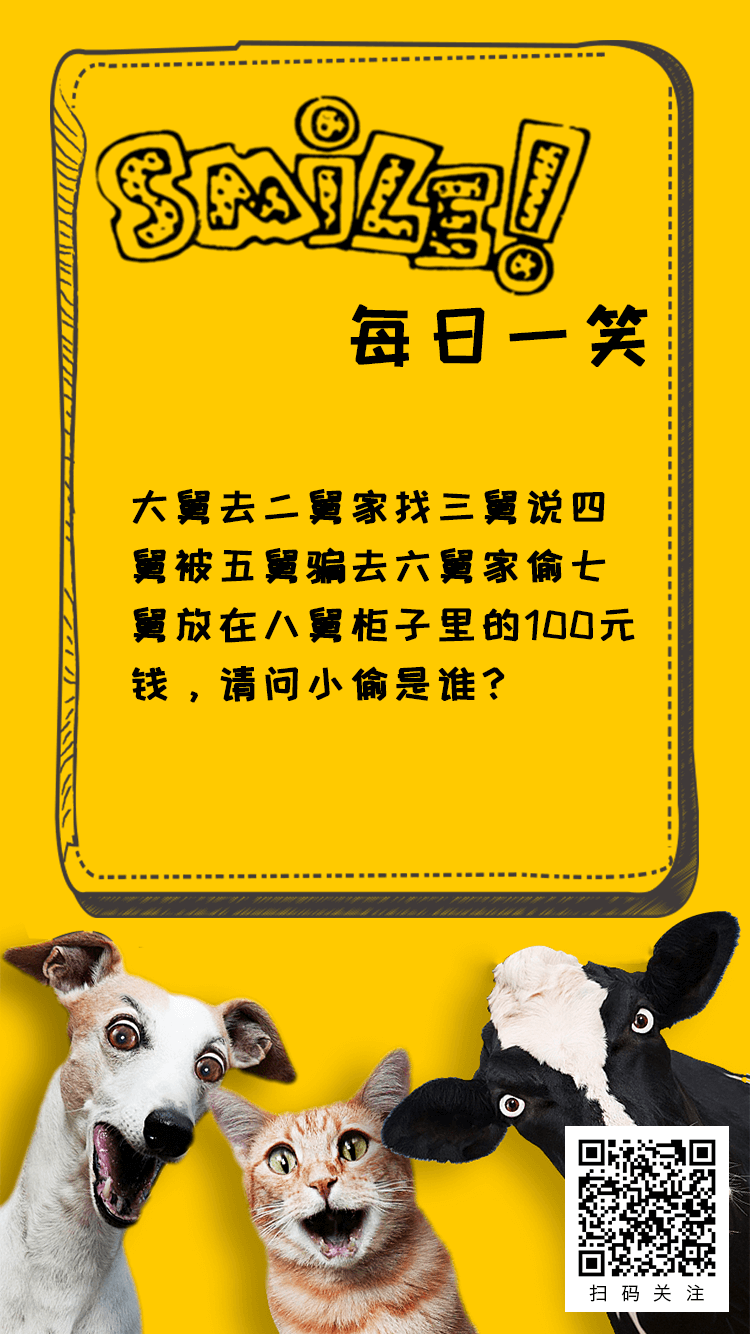 SMILE!
每日一笑
大舅去二舅家找三舅说四
舅被五舅骗去六舅家偷七
舅放在八舅柜子里的100元
钱，请问小偷是谁？
扫码关注